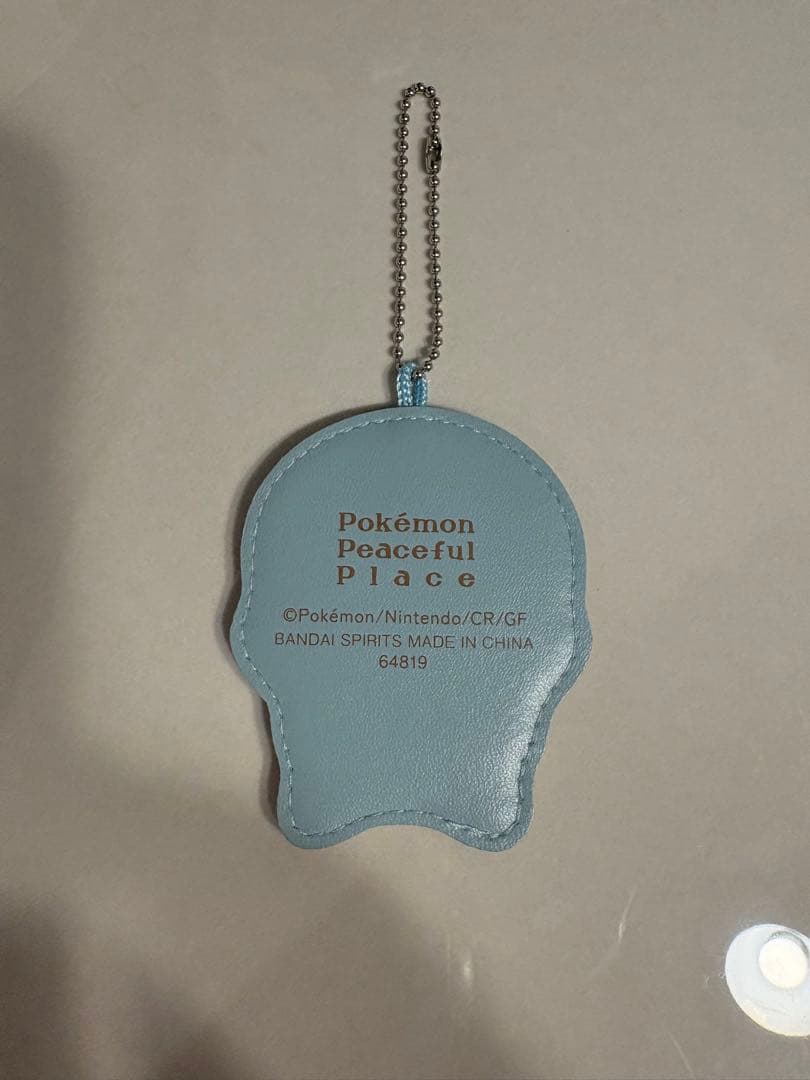 Pokémon
Peaceful
Place
©Pokémon/Nintendo/CR/GF
BANDAI SPIRITS MADE IN CHINA
64819